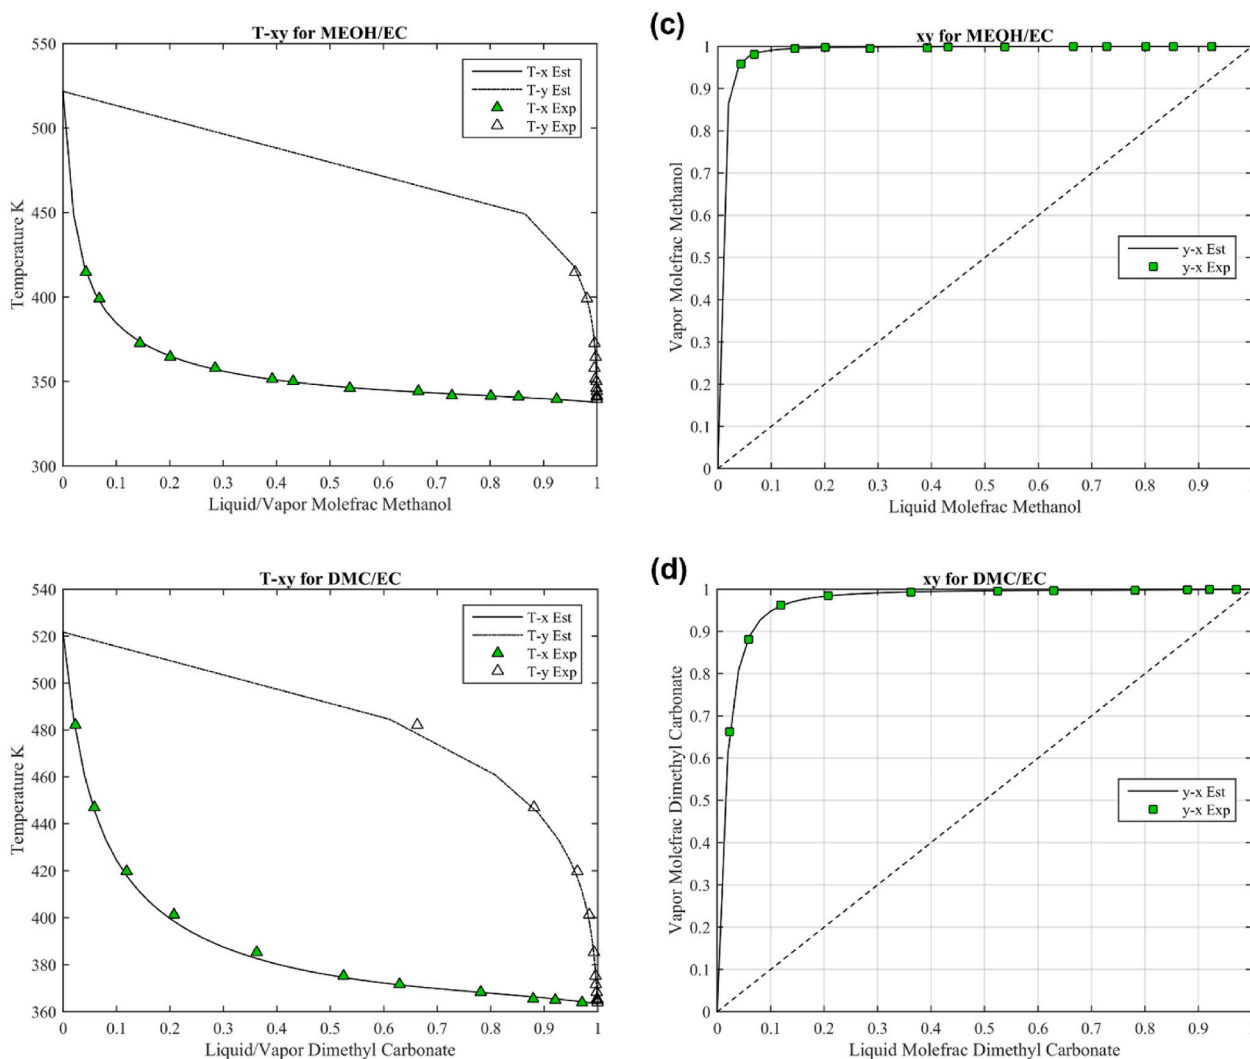 T-xy for MEOH/EC
550
500
450
400
350
300
Temperature K
T-x Est
T-y Est
T-x Exp
T-y Exp
0 0.1 0.2 0.3 0.4 0.5 0.6 0.7 0.8 0.9 1
Liquid/Vapor Molefrac Methanol
(c)
xy for MEOH/EC
1
0.9
0.8
0.7
0.6
0.5
0.4
0.3
0.2
0.1
0
Vapor Molefrac Methanol
y-x Est
y-x Exp
0 0.1 0.2 0.3 0.4 0.5 0.6 0.7 0.8 0.9
Liquid Molefrac Methanol
T-xy for DMC/EC
540
520
500
480
460
440
420
400
380
360
Temperature K
T-x Est
T-y Est
T-x Exp
T-y Exp
0 0.1 0.2 0.3 0.4 0.5 0.6 0.7 0.8 0.9 1
Liquid/Vapor Dimethyl Carbonate
(d)
xy for DMC/EC
1
0.9
0.8
0.7
0.6
0.5
0.4
0.3
0.2
0.1
0
Vapor Molefrac Dimethyl Carbonate
y-x Est
y-x Exp
0 0.1 0.2 0.3 0.4 0.5 0.6 0.7 0.8 0.9
Liquid Molefrac Dimethyl Carbonate